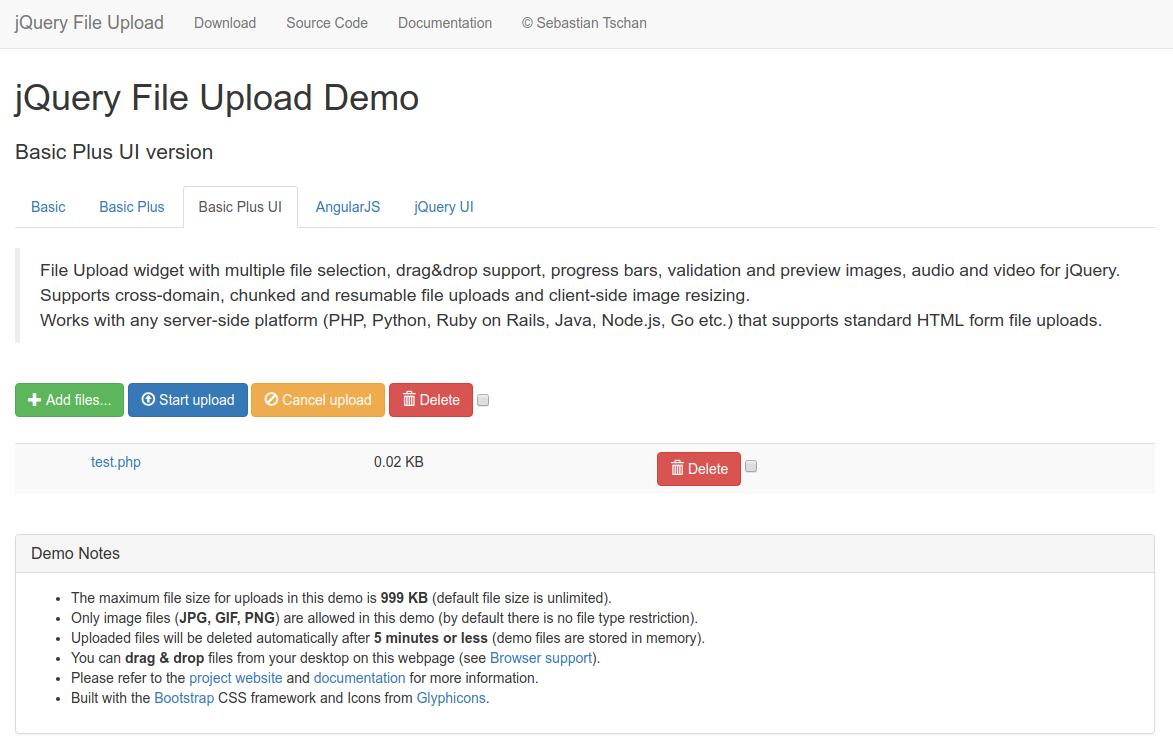 jQuery File Upload Download Source Code Documentation © Sebastian Tschan
jQuery File Upload Demo
Basic Plus UI version
Basic Basic Plus Basic Plus UI AngularJS jQuery UI
File Upload widget with multiple file selection, drag&drop support, progress bars, validation and preview images, audio and video for jQuery.
Supports cross-domain, chunked and resumable file uploads and client-side image resizing.
Works with any server-side platform (PHP, Python, Ruby on Rails, Java, Node.js, Go etc.) that supports standard HTML form file uploads.
Add files... Start upload Cancel upload Delete
test.php 0.02 KB Delete
Demo Notes
• The maximum file size for uploads in this demo is 999 KB (default file size is unlimited).
• Only image files (JPG, GIF, PNG) are allowed in this demo (by default there is no file type restriction).
• Uploaded files will be deleted automatically after 5 minutes or less (demo files are stored in memory).
• You can drag & drop files from your desktop on this webpage (see Browser support).
• Please refer to the project website and documentation for more information.
• Built with the Bootstrap CSS framework and Icons from Glyphicons.